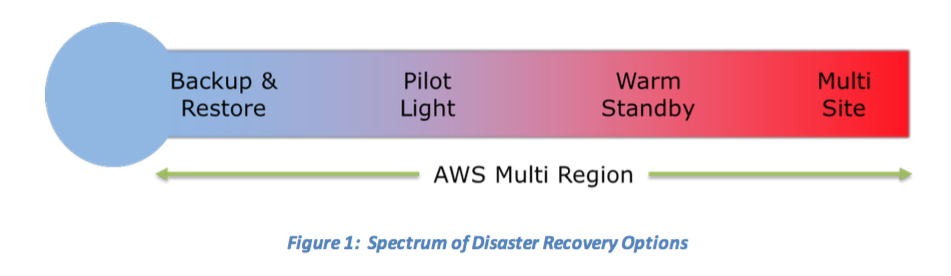 Backup &
Restore
Pilot
Light
Warm
Standby
Multi
Site
AWS Multi Region
Figure 1:  Spectrum of Disaster Recovery Options